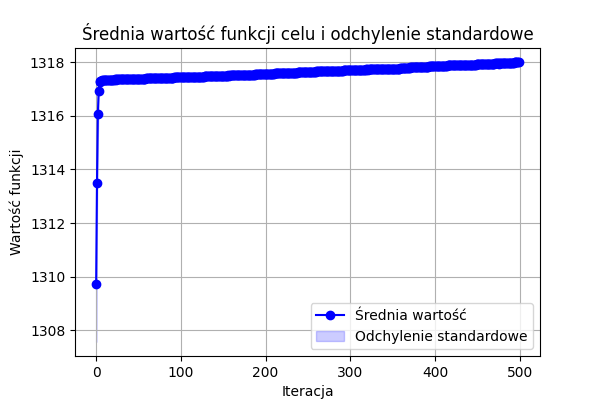 Średnia wartość funkcji celu i odchylenie standardowe
Wartość funkcji
1318
1316
1314
1312
1310
1308
Średnia wartość
Odchylenie standardowe
0 100 200 300 400 500
Iteracja